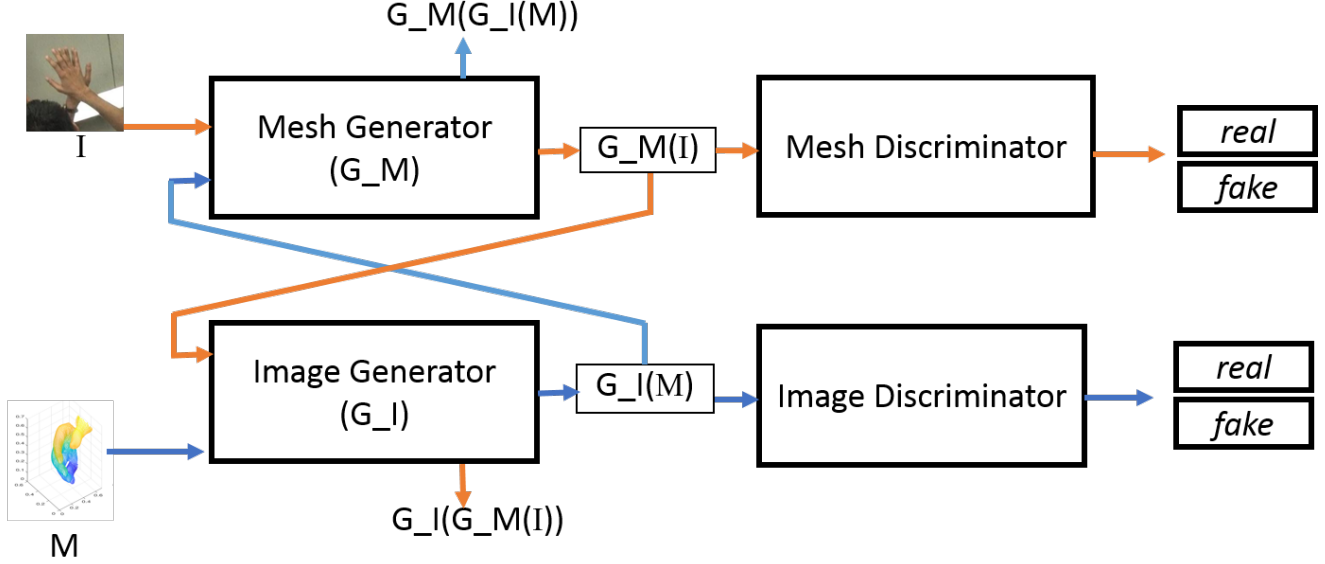 G_M(G_I(M))
I
Mesh Generator
(G_M)
G_M(I)
Mesh Discriminator
real
fake
Image Generator
(G_I)
G_I(M)
Image Discriminator
real
fake
G_I(G_M(I))
M